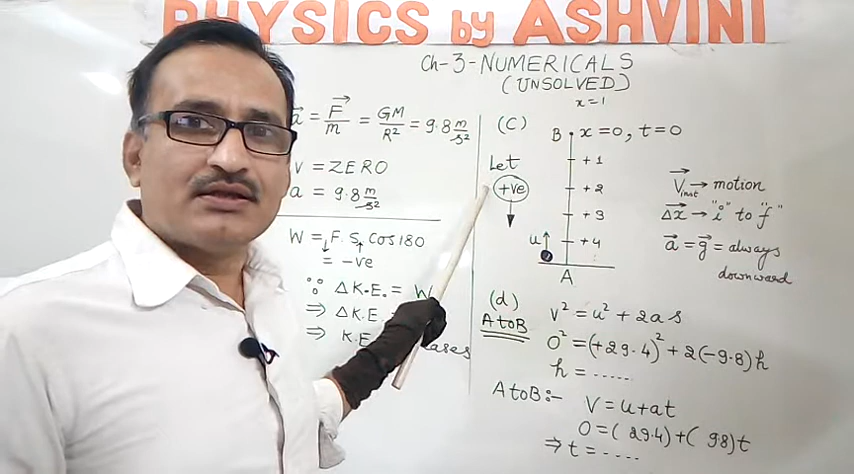 PHYSICS by ASHVINI
Ch-3-NUMERICALS
(UNSOLVED)
x=1
a = F/m = GM/R² = 9.8 m/s²
V = ZERO
a = 9.8 m/s²
W = F. S, Cos180
= -ve
∵ ΔK.E. = W
⇒ ΔK.E. =
⇒ K.E.
(C)
Let
+ve
B x=0, t=0
+1
+2
+3
u +4
A
V⃗inst → motion
Δx⃗ → "i" to "f"
a⃗ = g⃗ = always
downward
(d)
A to B
V² = u² + 2as
0² = (+29.4)² + 2(-9.8)h
h = .....
A to B:-
V = u+at
0 = ( 29.4) + ( 9.8)t
⇒ t = ....